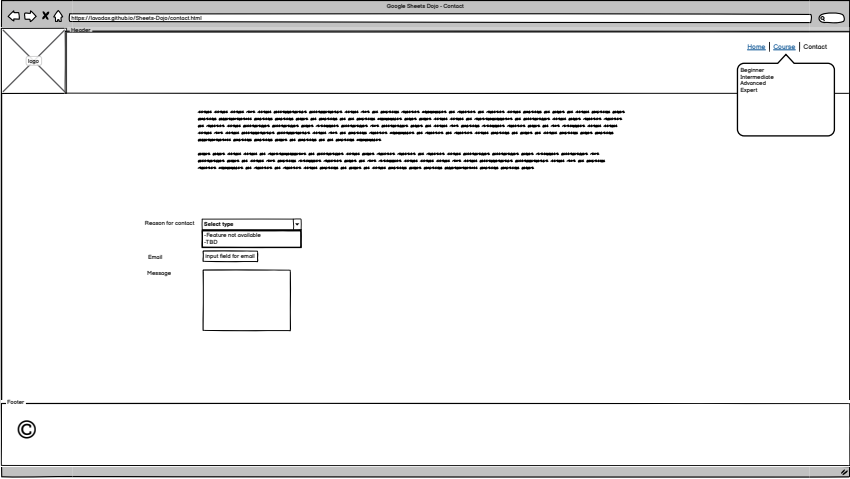 Google Sheets Dojo - Contact
https://lavadax.github.io/Sheets-Dojo/contact.html
Header
logo
Home Course Contact
Beginner
Intermediate
Advanced
Expert
Reason for contact Select type
-Feature not available
-TBD
Email input field for email
Message
Footer
©